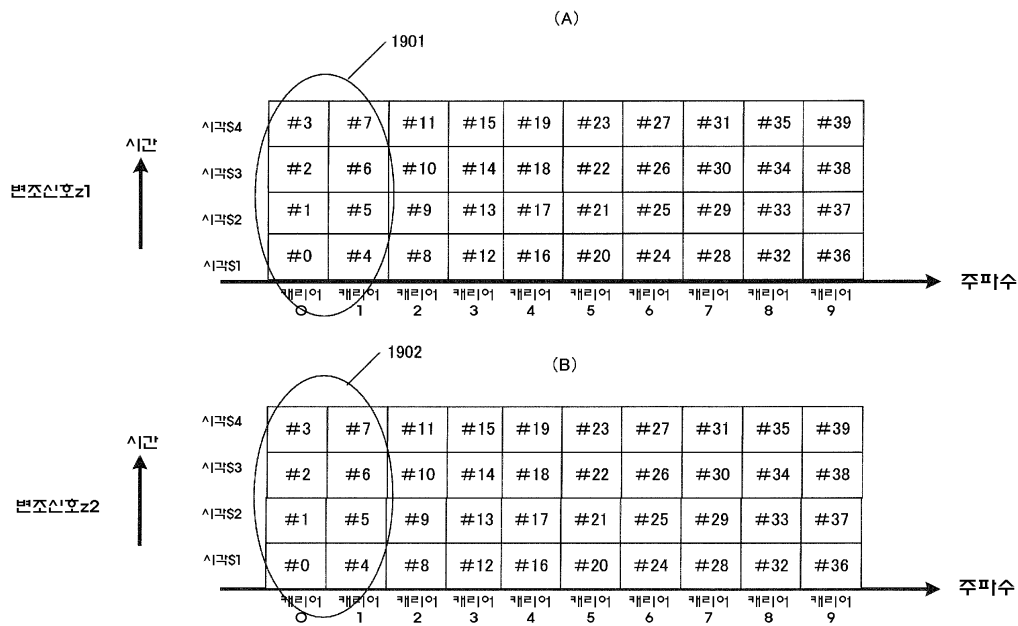 (A)
1901
시각$4 #3 #7 #11 #15 #19 #23 #27 #31 #35 #39
시간
시각$3 #2 #6 #10 #14 #18 #22 #26 #30 #34 #38
변조신호z1
시각$2 #1 #5 #9 #13 #17 #21 #25 #29 #33 #37
시각$1 #0 #4 #8 #12 #16 #20 #24 #28 #32 #36
주파수
캐리어 캐리어 캐리어 캐리어 캐리어 캐리어 캐리어 캐리어 캐리어 캐리어
0 1 2 3 4 5 6 7 8 9
1902
(B)
시각$4 #3 #7 #11 #15 #19 #23 #27 #31 #35 #39
시간
시각$3 #2 #6 #10 #14 #18 #22 #26 #30 #34 #38
변조신호z2
시각$2 #1 #5 #9 #13 #17 #21 #25 #29 #33 #37
시각$1 #0 #4 #8 #12 #16 #20 #24 #28 #32 #36
주파수
캐리어 캐리어 캐리어 캐리어 캐리어 캐리어 캐리어 캐리어 캐리어 캐리어
0 1 2 3 4 5 6 7 8 9